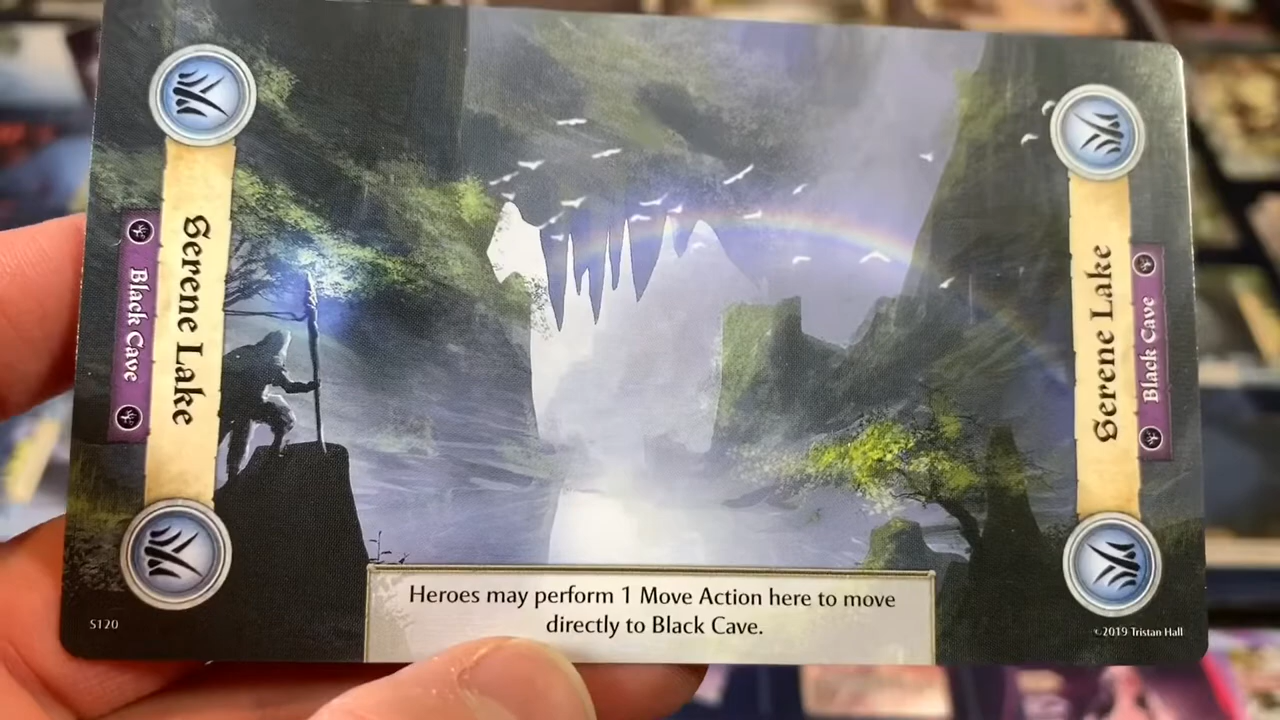 Serene Lake
Black Cave
Serene Lake
Black Cave
Heroes may perform 1 Move Action here to move
directly to Black Cave.
S120
©2019 Tristan Hall